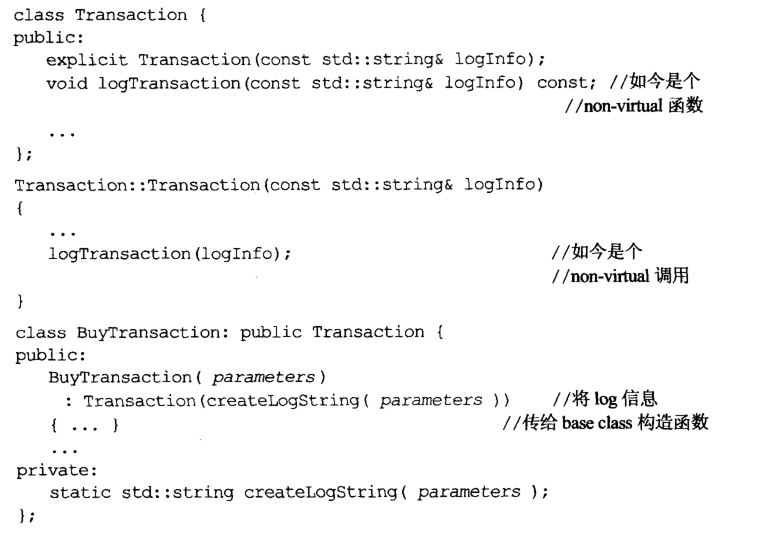 class Transaction {
public:
explicit Transaction(const std::string& logInfo);
void logTransaction(const std::string& logInfo) const; //如今是个
//non-virtual 函数
...
};
Transaction::Transaction(const std::string& logInfo)
{
...
logTransaction(logInfo); //如今是个
//non-virtual 调用
}
class BuyTransaction: public Transaction {
public:
BuyTransaction( parameters )
: Transaction(createLogString( parameters )) //将 log 信息
{ ... } //传给 base class 构造函数
...
private:
static std::string createLogString( parameters );
};